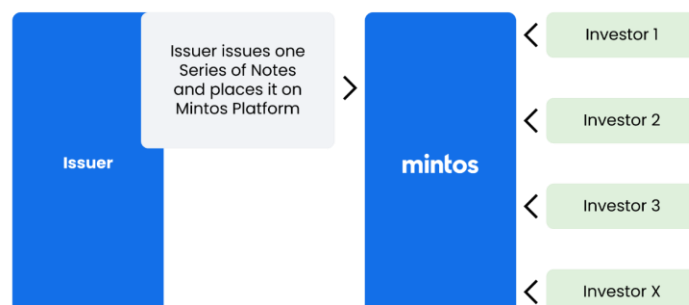 Issuer issues one
Series of Notes
and places it on
Mintos Platform
Issuer
mintos
Investor 1
Investor 2
Investor 3
Investor X